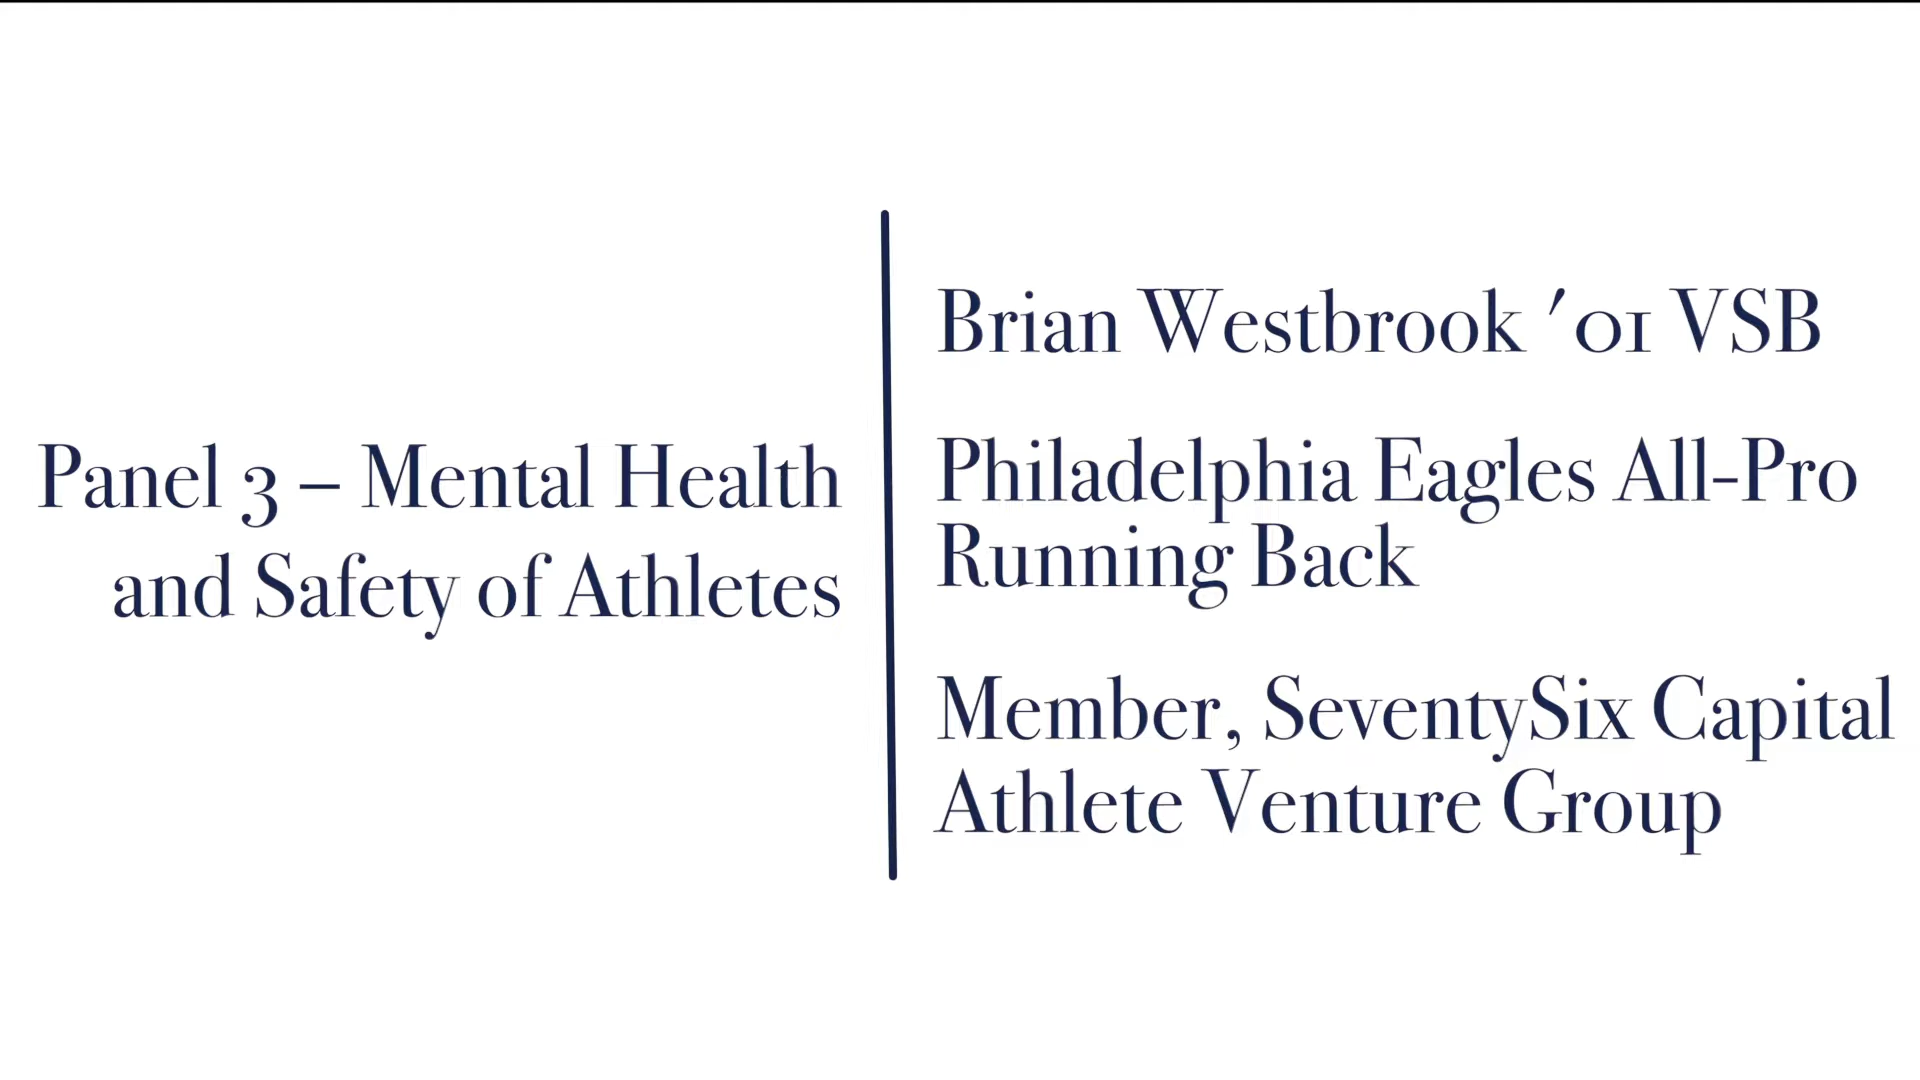 Panel 3 – Mental Health
and Safety of Athletes
Brian Westbrook '01 VSB
Philadelphia Eagles All-Pro
Running Back
Member, SeventySix Capital
Athlete Venture Group